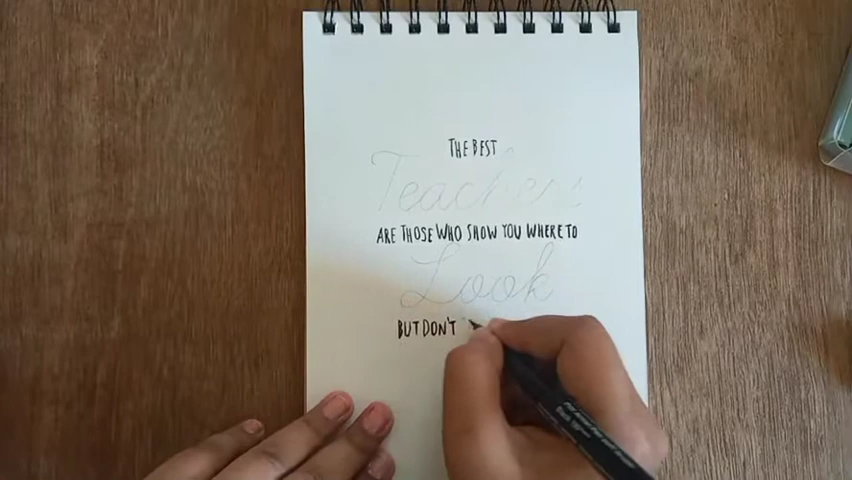 THE BEST
Teachers
ARE THOSE WHO SHOW YOU WHERE TO
Look
BUT DON'T